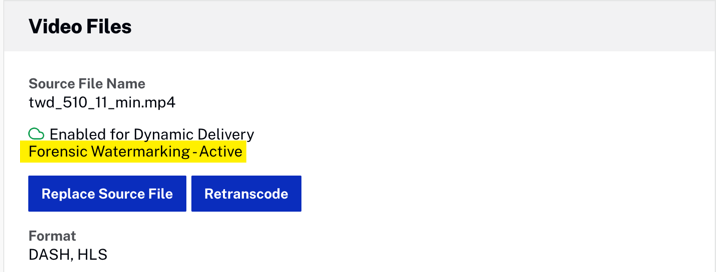 Video Files
Source File Name
twd_510_11_min.mp4
Enabled for Dynamic Delivery
Forensic Watermarking - Active
Replace Source File Retranscode
Format
DASH, HLS